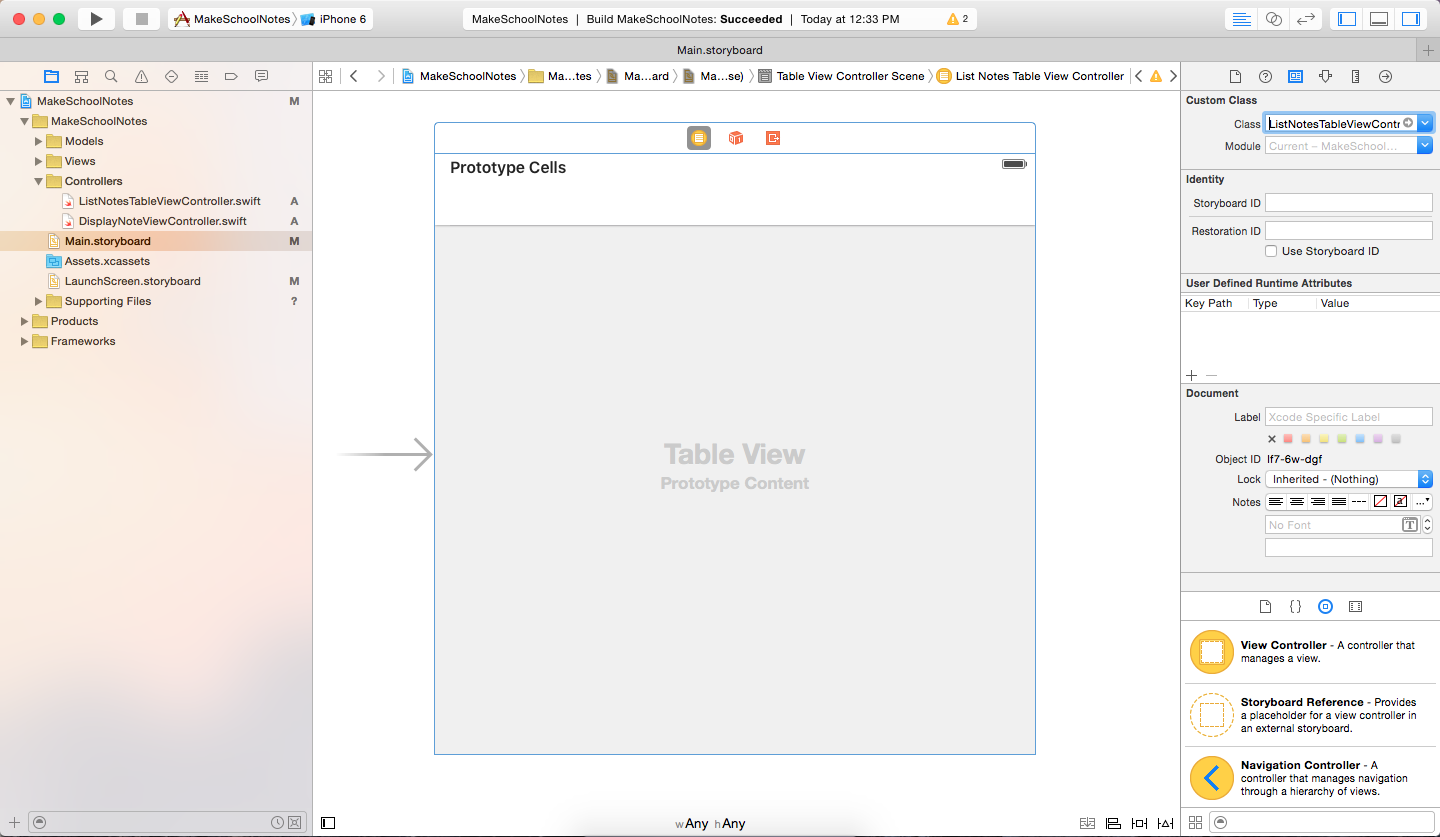 MakeSchoolNotes iPhone 6
MakeSchoolNotes | Build MakeSchoolNotes: Succeeded | Today at 12:33 PM 2
Main.storyboard
MakeSchoolNotes Ma...tes Ma...ard Ma...se) Table View Controller Scene List Notes Table View Controller
MakeSchoolNotes M
MakeSchoolNotes
Models
Views
Controllers
ListNotesTableViewController.swift A
DisplayNoteViewController.swift A
Main.storyboard M
Assets.xcassets
LaunchScreen.storyboard M
Supporting Files ?
Products
Frameworks
Prototype Cells
Table View
Prototype Content
wAny hAny
Custom Class
Class ListNotesTableViewContr
Module Current – MakeSchool...
Identity
Storyboard ID
Restoration ID
Use Storyboard ID
User Defined Runtime Attributes
Key Path Type Value
Document
Label Xcode Specific Label
Object ID lf7-6w-dgf
Lock Inherited - (Nothing)
Notes
No Font T
{ }
View Controller - A controller that
manages a view.
Storyboard Reference - Provides
a placeholder for a view controller in
an external storyboard.
Navigation Controller - A
controller that manages navigation
through a hierarchy of views.